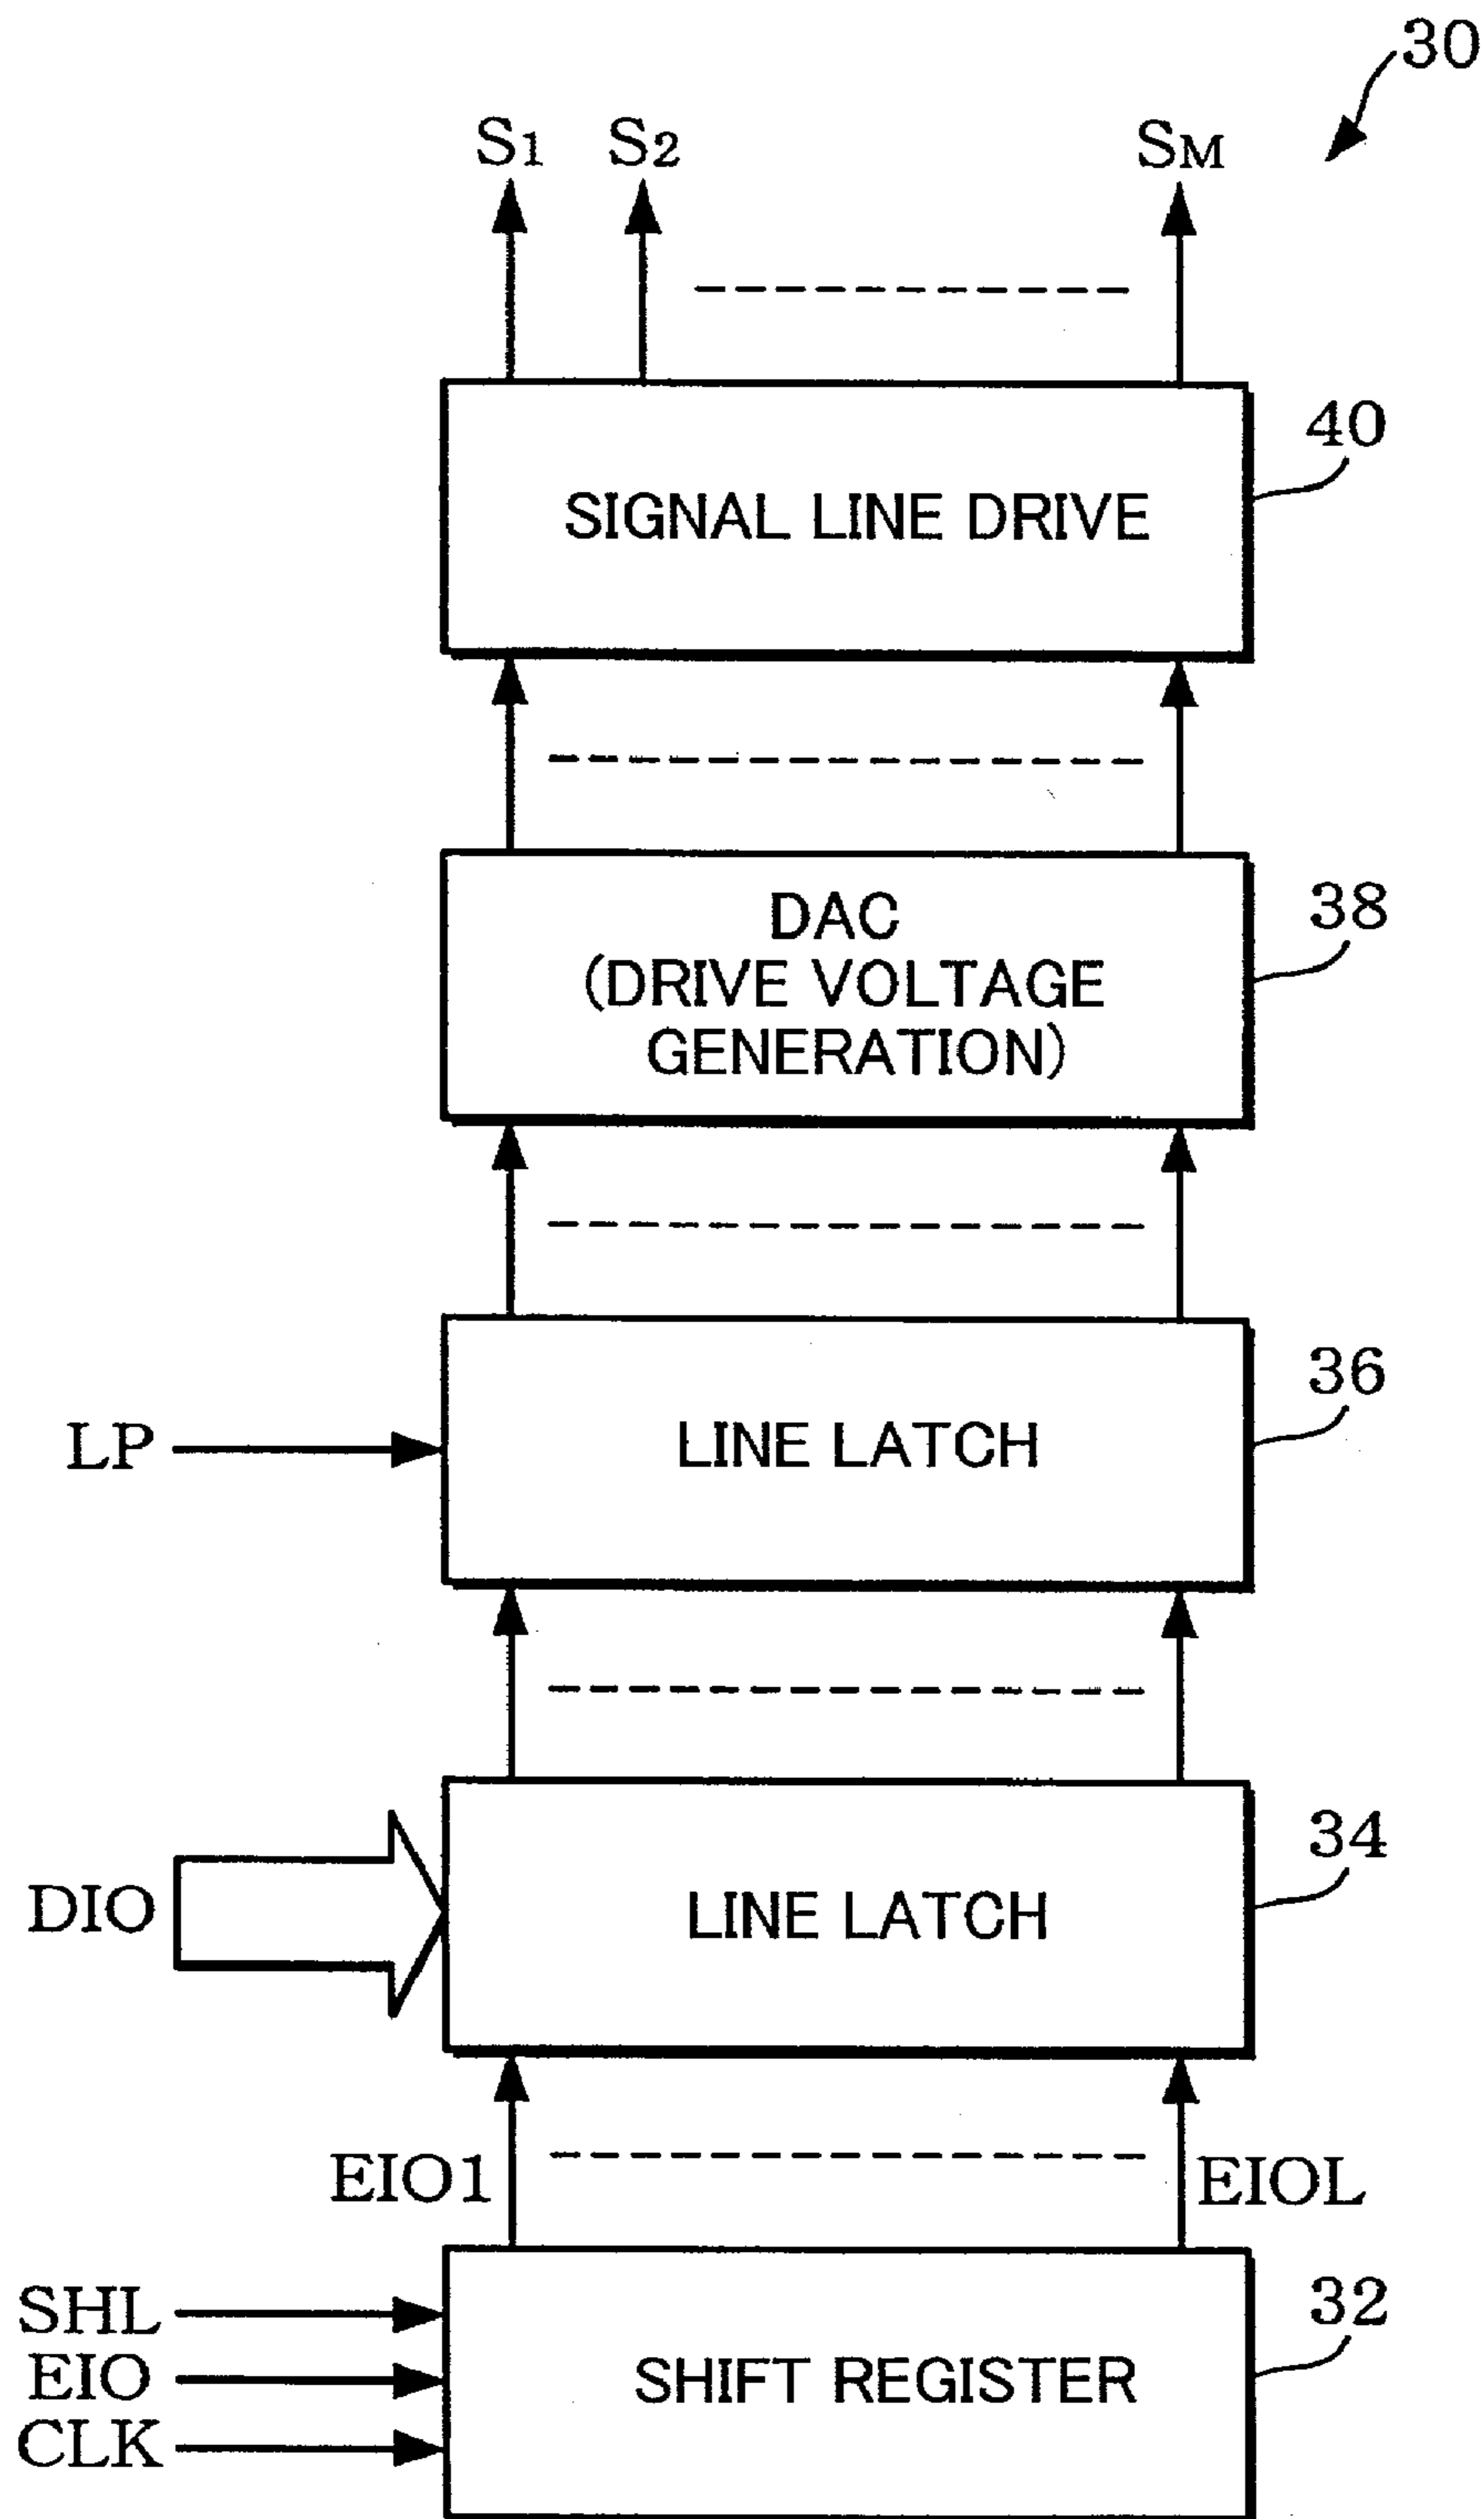 30
S1 S2 SM
40
SIGNAL LINE DRIVE
38
DAC
(DRIVE VOLTAGE
GENERATION)
36
LP
LINE LATCH
34
DIO
LINE LATCH
EIO1
EIOL
32
SHL
EIO
CLK
SHIFT REGISTER